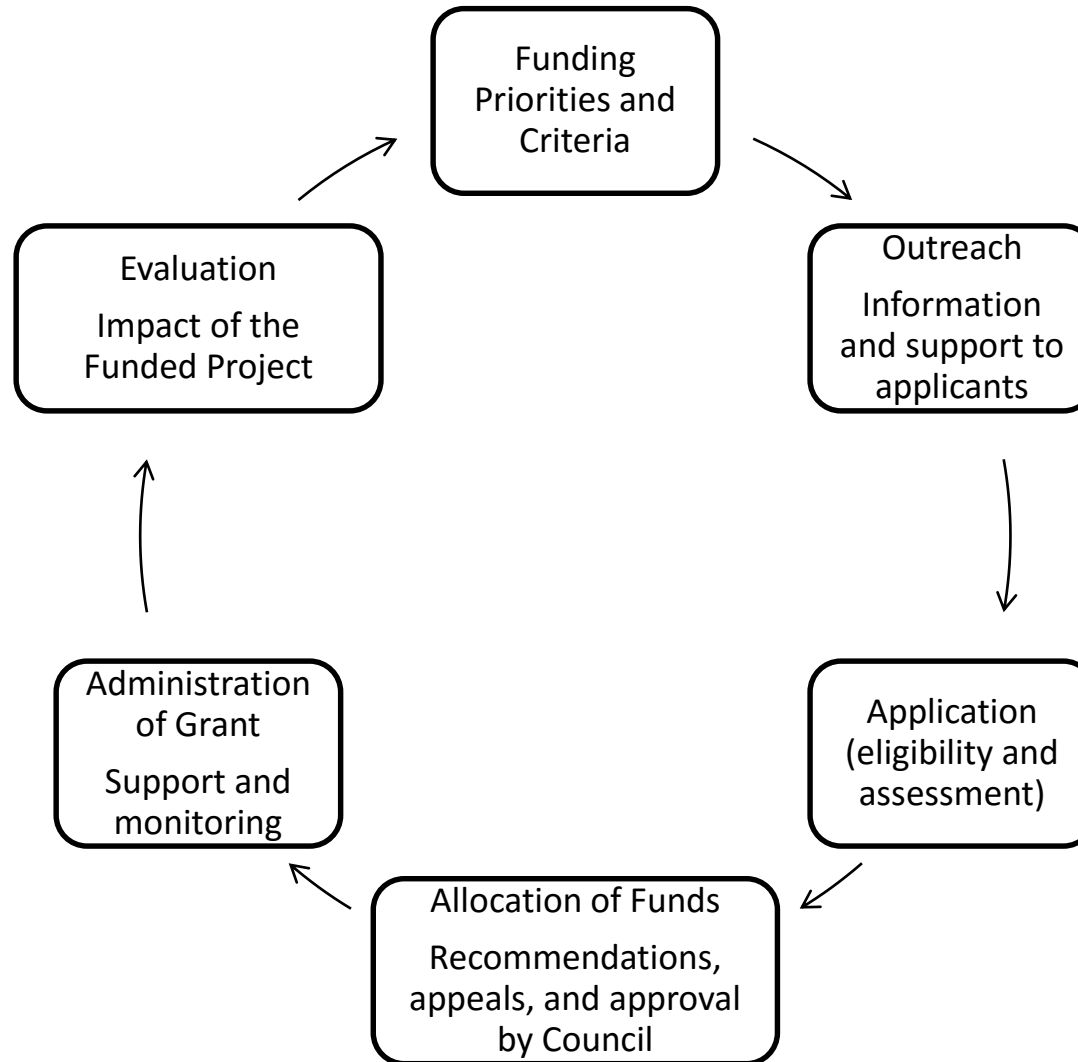 Funding
Priorities and
Criteria
Outreach
Information
and support to
applicants
Application
(eligibility and
assessment)
Allocation of Funds
Recommendations,
appeals, and approval
by Council
Administration
of Grant
Support and
monitoring
Evaluation
Impact of the
Funded Project